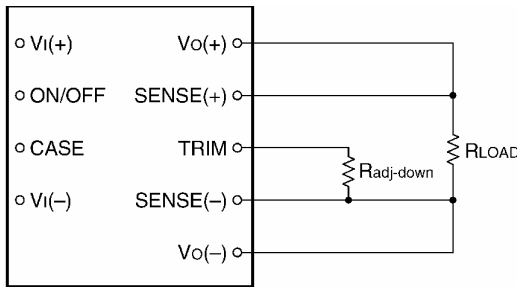 VI(+) VO(+)
ON/OFF SENSE(+)
CASE TRIM
RLOAD
Radj-down
VI(–) SENSE(–)
VO(–)